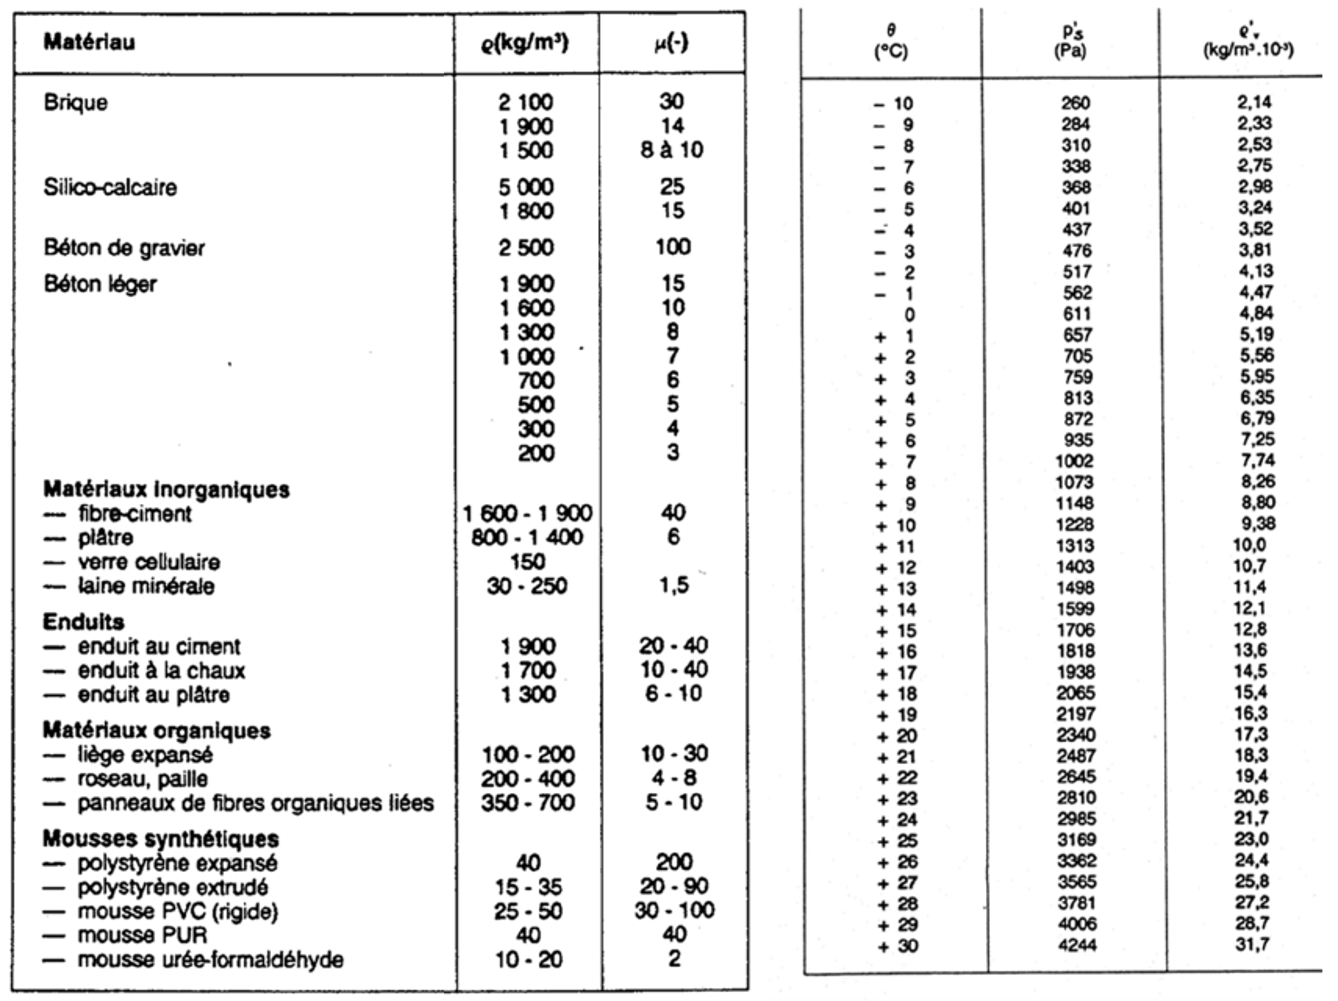 Matériau ϱ(kg/m³) μ(-)
Brique 2 100 30
1 900 14
1 500 8 à 10
Silico-calcaire 5 000 25
1 800 15
Béton de gravier 2 500 100
Béton léger 1 900 15
1 600 10
1 300 8
1 000 7
700 6
500 5
300 4
200 3
Matériaux inorganiques
— fibre-ciment 1 600 - 1 900 40
— plâtre 800 - 1 400 6
— verre cellulaire 150
— laine minérale 30 - 250 1,5
Enduits
— enduit au ciment 1 900 20 - 40
— enduit à la chaux 1 700 10 - 40
— enduit au plâtre 1 300 6 - 10
Matériaux organiques
— liège expansé 100 - 200 10 - 30
— roseau, paille 200 - 400 4 - 8
— panneaux de fibres organiques liées 350 - 700 5 - 10
Mousses synthétiques
— polystyrène expansé 40 200
— polystyrène extrudé 15 - 35 20 - 90
— mousse PVC (rigide) 25 - 50 30 - 100
— mousse PUR 40 40
— mousse urée-formaldéhyde 10 - 20 2
θ p's ϱ'v
(°C) (Pa) (kg/m³.10⁻³)
− 10 260 2,14
− 9 284 2,33
− 8 310 2,53
− 7 338 2,75
− 6 368 2,98
− 5 401 3,24
− 4 437 3,52
− 3 476 3,81
− 2 517 4,13
− 1 562 4,47
0 611 4,84
+ 1 657 5,19
+ 2 705 5,56
+ 3 759 5,95
+ 4 813 6,35
+ 5 872 6,79
+ 6 935 7,25
+ 7 1002 7,74
+ 8 1073 8,26
+ 9 1148 8,80
+ 10 1228 9,38
+ 11 1313 10,0
+ 12 1403 10,7
+ 13 1498 11,4
+ 14 1599 12,1
+ 15 1706 12,8
+ 16 1818 13,6
+ 17 1938 14,5
+ 18 2065 15,4
+ 19 2197 16,3
+ 20 2340 17,3
+ 21 2487 18,3
+ 22 2645 19,4
+ 23 2810 20,6
+ 24 2985 21,7
+ 25 3169 23,0
+ 26 3362 24,4
+ 27 3565 25,8
+ 28 3781 27,2
+ 29 4006 28,7
+ 30 4244 31,7